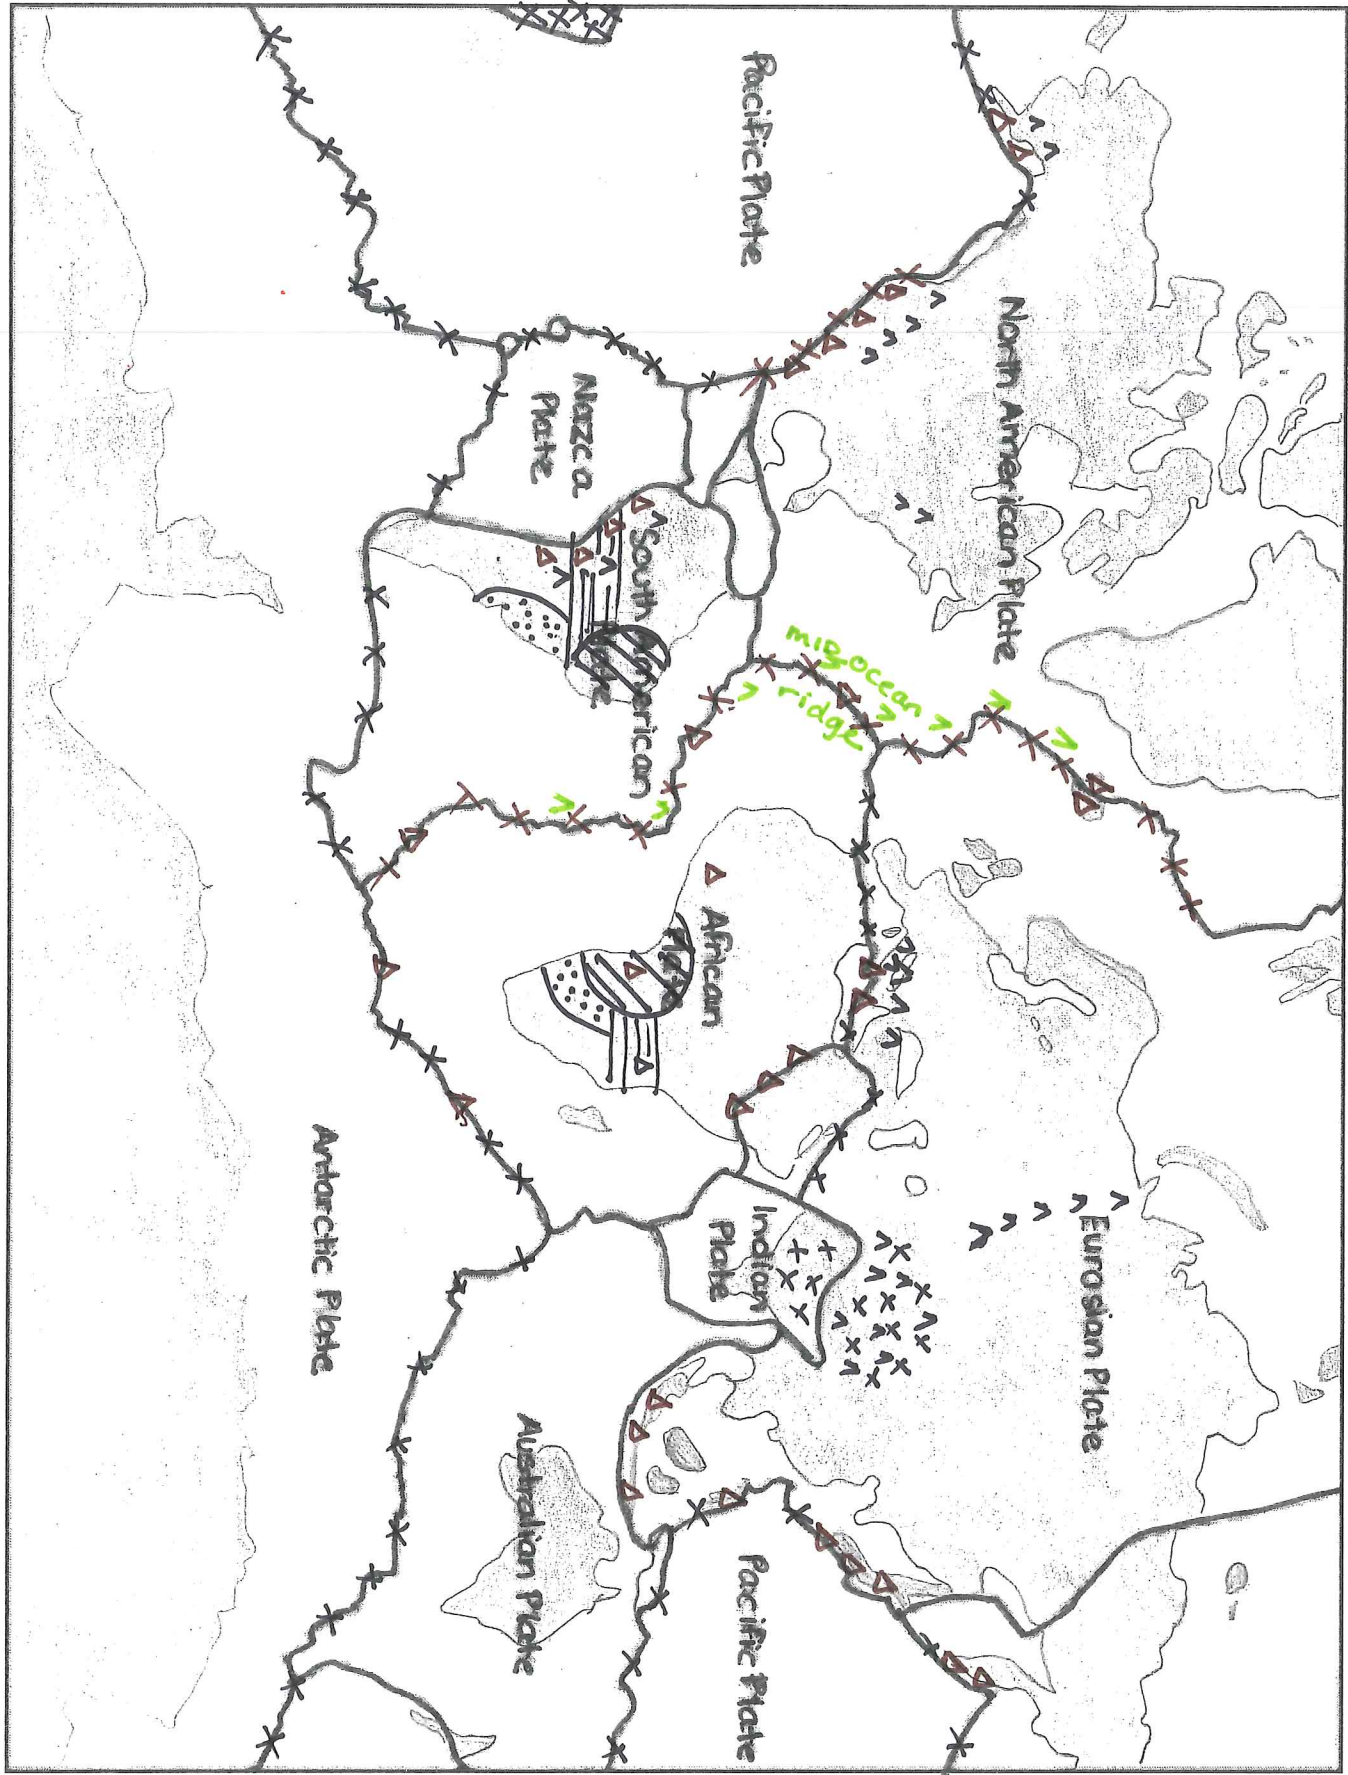 Eurasian Plate
North American Plate
mid ocean
ridge
Pacific Plate
Indian
Plate
Pacific Plate
African
Plate
South American
Plate
Nazca
Plate
Australian Plate
Antarctic Plate